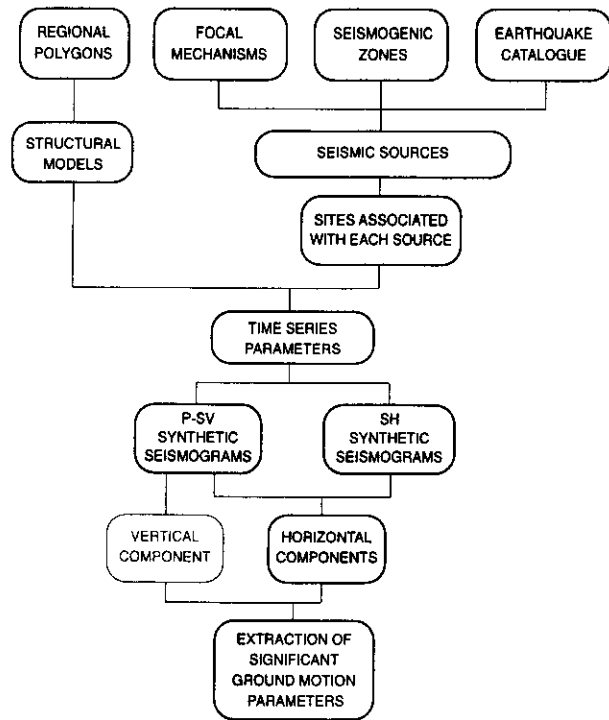 REGIONAL
POLYGONS
FOCAL
MECHANISMS
SEISMOGENIC
ZONES
EARTHQUAKE
CATALOGUE
STRUCTURAL
MODELS
SEISMIC SOURCES
SITES ASSOCIATED
WITH EACH SOURCE
TIME SERIES
PARAMETERS
P-SV
SYNTHETIC
SEISMOGRAMS
SH
SYNTHETIC
SEISMOGRAMS
VERTICAL
COMPONENT
HORIZONTAL
COMPONENTS
EXTRACTION OF
SIGNIFICANT
GROUND MOTION
PARAMETERS